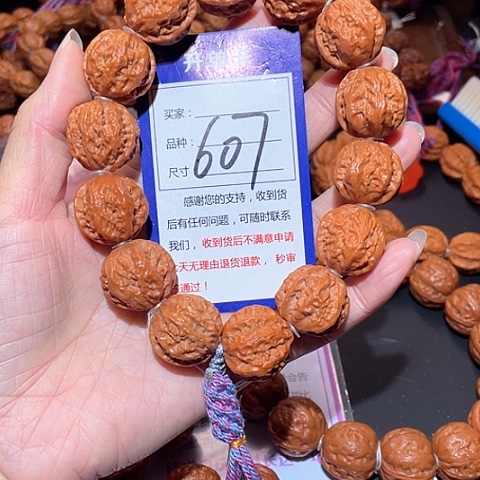 买家：
品种：
607
尺寸
感谢您的支持，收到货
后有任何问题，可随时联系
我们，收到货后不满意申请
天无理由退货退款，秒审
通过！